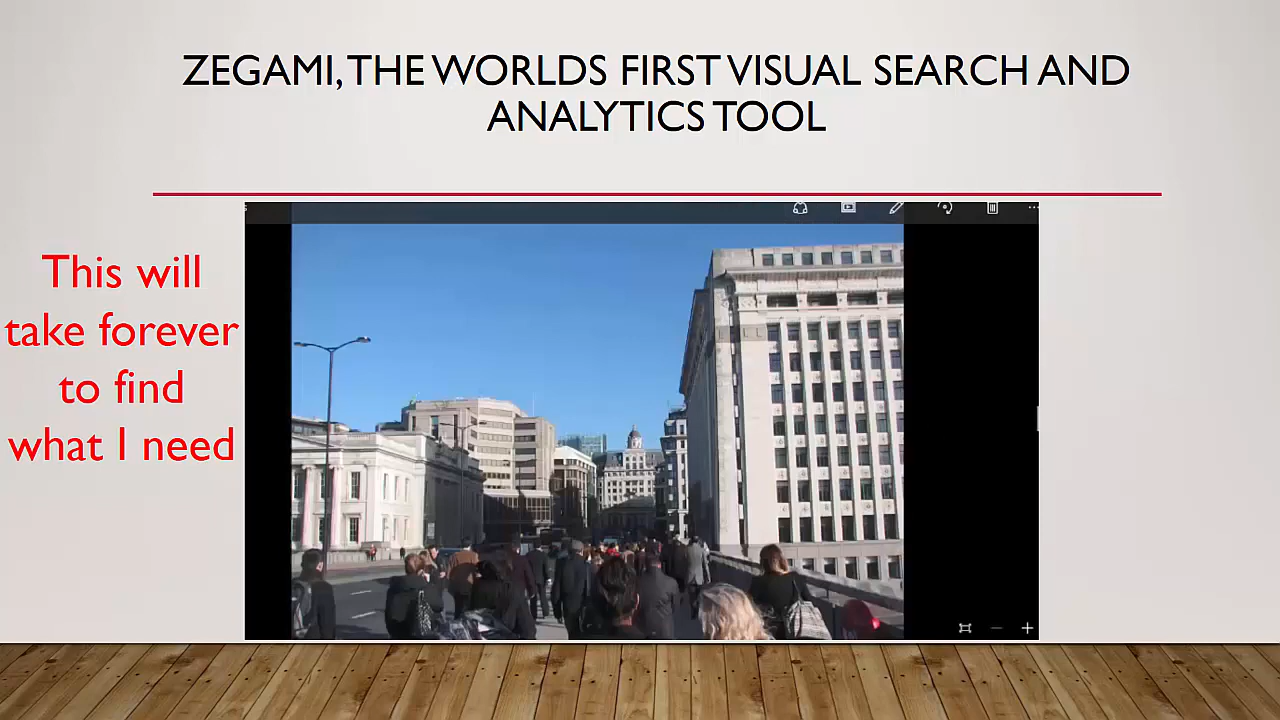 ZEGAMI, THE WORLDS FIRST VISUAL SEARCH AND
ANALYTICS TOOL
This will
take forever
to find
what I need